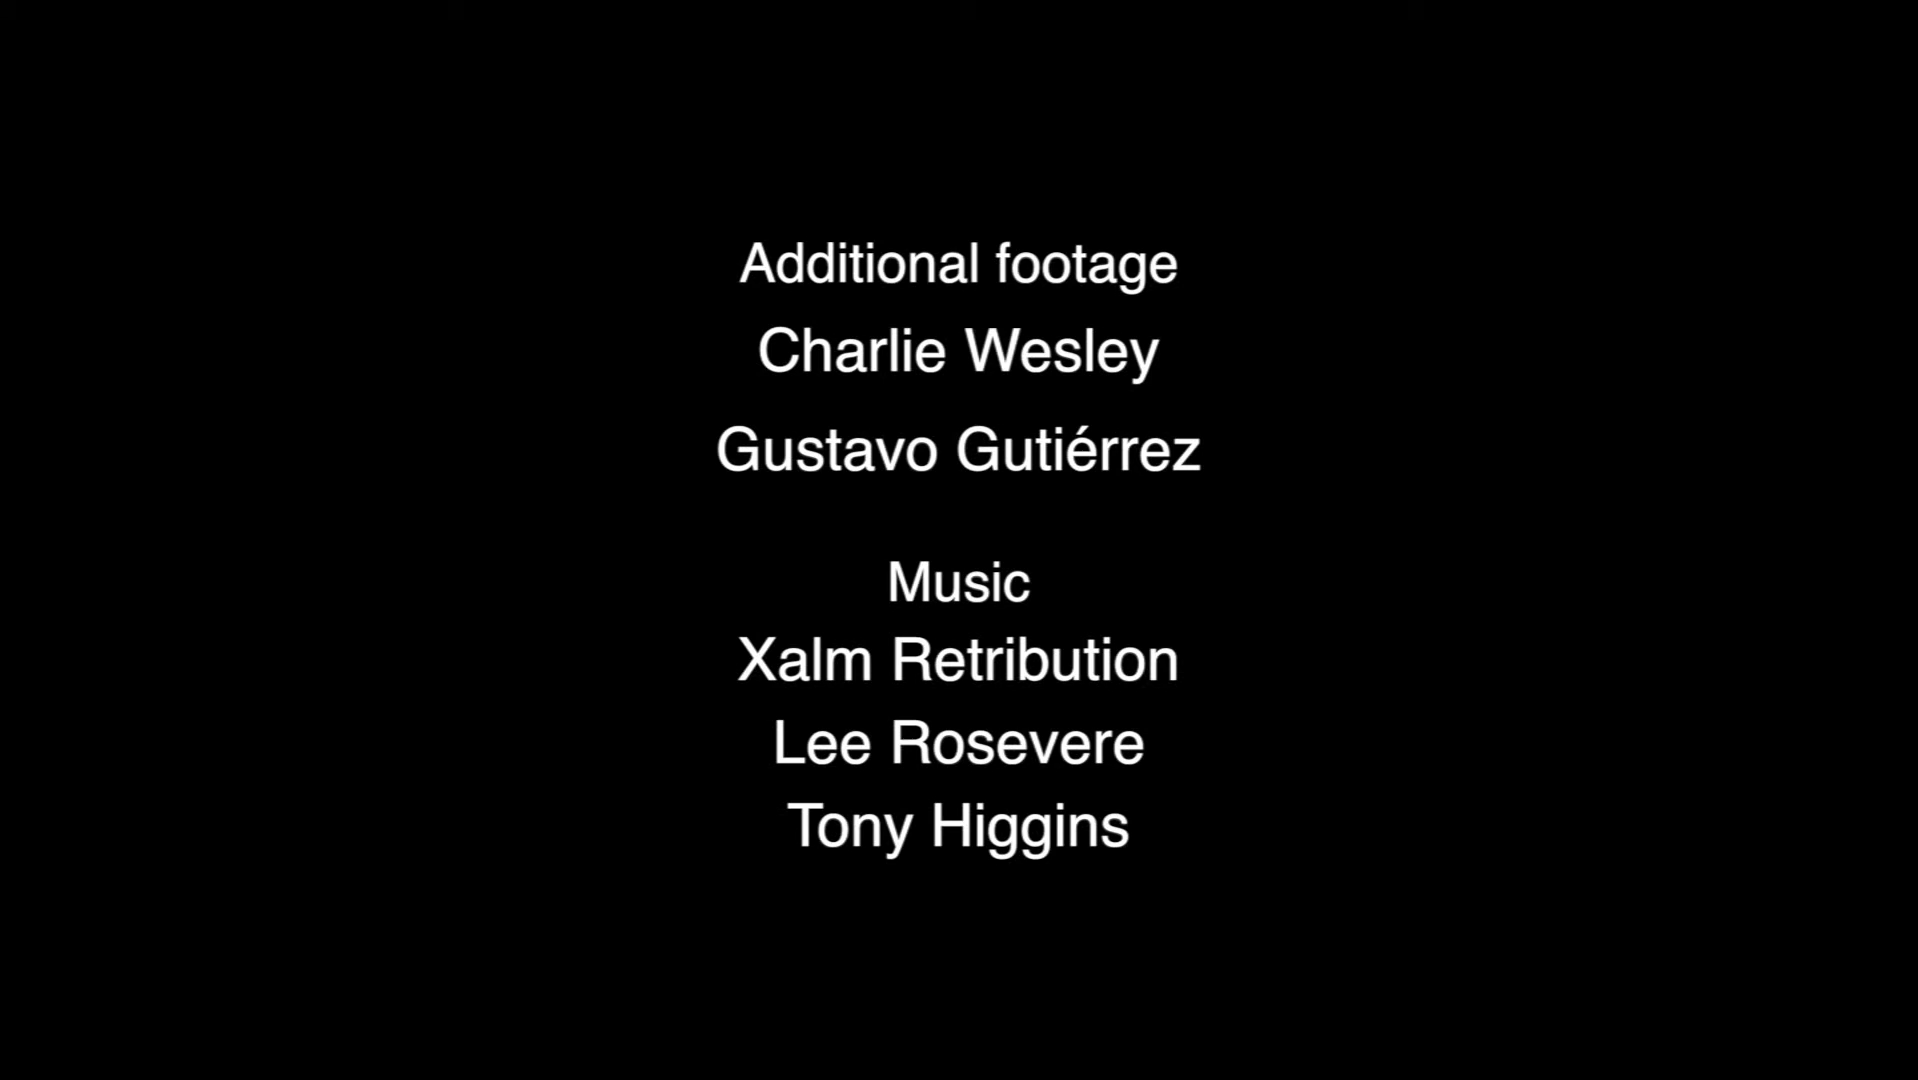 Additional footage
Charlie Wesley
Gustavo Gutiérrez
Music
Xalm Retribution
Lee Rosevere
Tony Higgins